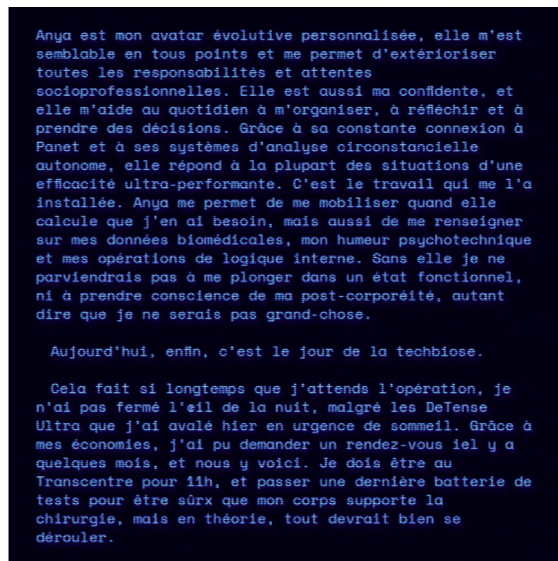 Anya est mon avatar évolutive personnalisée, elle m'est
semblable en tous points et me permet d'extérioriser
toutes les responsabilités et attentes
socioprofessionnelles. Elle est aussi ma confidente, et
elle m'aide au quotidien à m'organiser, à réfléchir et à
prendre des décisions. Grâce à sa constante connexion à
Panet et à ses systèmes d'analyse circonstancielle
autonome, elle répond à la plupart des situations d'une
efficacité ultra-performante. C'est le travail qui me l'a
installée. Anya me permet de me mobiliser quand elle
calcule que j'en ai besoin, mais aussi de me renseigner
sur mes données biomédicales, mon humeur psychotechnique
et mes opérations de logique interne. Sans elle je ne
parviendrais pas à me plonger dans un état fonctionnel,
ni à prendre conscience de ma post-corporéité, autant
dire que je ne serais pas grand-chose.
Aujourd'hui, enfin, c'est le jour de la techbiose.
Cela fait si longtemps que j'attends l'opération, je
n'ai pas fermé l'œil de la nuit, malgré les DeTense
Ultra que j'ai avalé hier en urgence de sommeil. Grâce à
mes économies, j'ai pu demander un rendez-vous iel y a
quelques mois, et nous y voici. Je dois être au
Transcentre pour 11h, et passer une dernière batterie de
tests pour être sûrx que mon corps supporte la
chirurgie, mais en théorie, tout devrait bien se
dérouler.